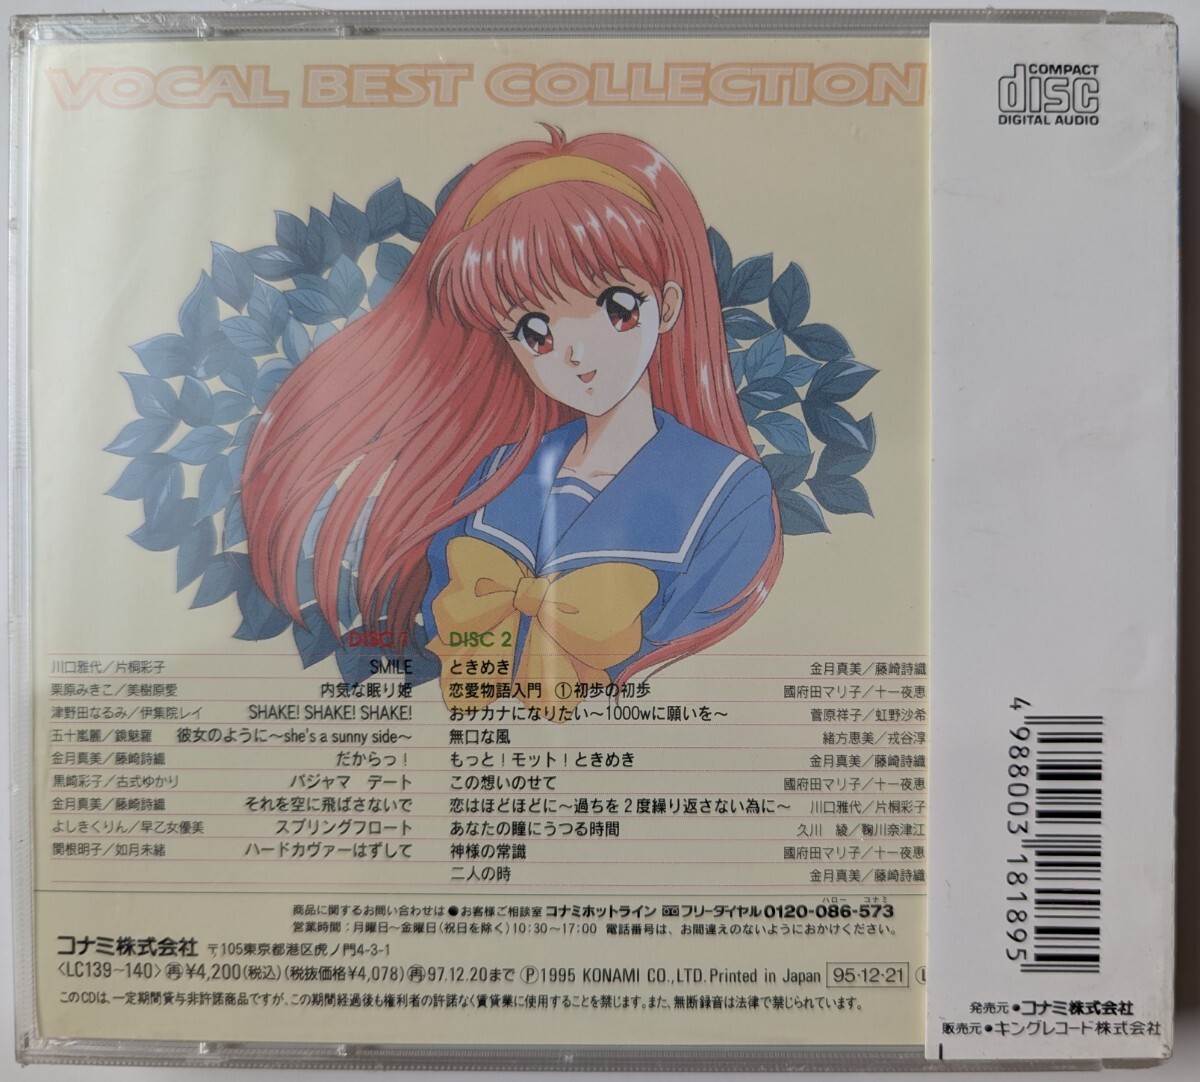 VOCAL BEST COLLECTION
COMPACT
disc
DIGITAL AUDIO
DISC 1
川口雅代／片桐彩子 SMILE
栗原みきこ／美樹原愛 内気な眠り姫
津野田なるみ／伊集院レイ SHAKE! SHAKE! SHAKE!
五十嵐麗／鏡魅羅 彼女のように〜she's a sunny side〜
金月真美／藤崎詩織 だからっ！
黒崎彩子／古式ゆかり パジャマ デート
金月真美／藤崎詩織 それを空に飛ばさないで
よしきくりん／早乙女優美 スプリングフロート
関根明子／如月未緒 ハードカヴァーはずして
DISC 2
ときめき 金月真美／藤崎詩織
恋愛物語入門 ①初歩の初歩 國府田マリ子／十一夜恵
おサカナになりたい〜1000wに願いを〜 菅原祥子／虹野沙希
無口な風 緒方恵美／戎谷淳
もっと！モット！ときめき 金月真美／藤崎詩織
この想いのせて 國府田マリ子／十一夜恵
恋はほどほどに〜過ちを2度繰り返さない為に〜 川口雅代／片桐彩子
あなたの瞳にうつる時間 久川 綾／鞠川奈津江
神様の常識 國府田マリ子／十一夜恵
二人の時 金月真美／藤崎詩織
ハロー コナミ
商品に関するお問い合わせは●お客様ご相談室 コナミホットライン フリーダイヤル0120-086-573
営業時間：月曜日〜金曜日(祝日を除く)10:30〜17:00 電話番号は、お間違えのないようにおかけください。
コナミ株式会社 〒105東京都港区虎ノ門4-3-1
〈LC139〜140〉再¥4,200(税込)(税抜価格¥4,078)再97.12.20まで Ⓟ1995 KONAMI CO.,LTD. Printed in Japan 95・12・21
このCDは、一定期間貸与非許諾商品ですが、この期間経過後も権利者の許諾なく賃貸業に使用することを禁じます。また、無断録音は法律で禁じられています。
4988003181895
発売元●コナミ株式会社
販売元●キングレコード株式会社